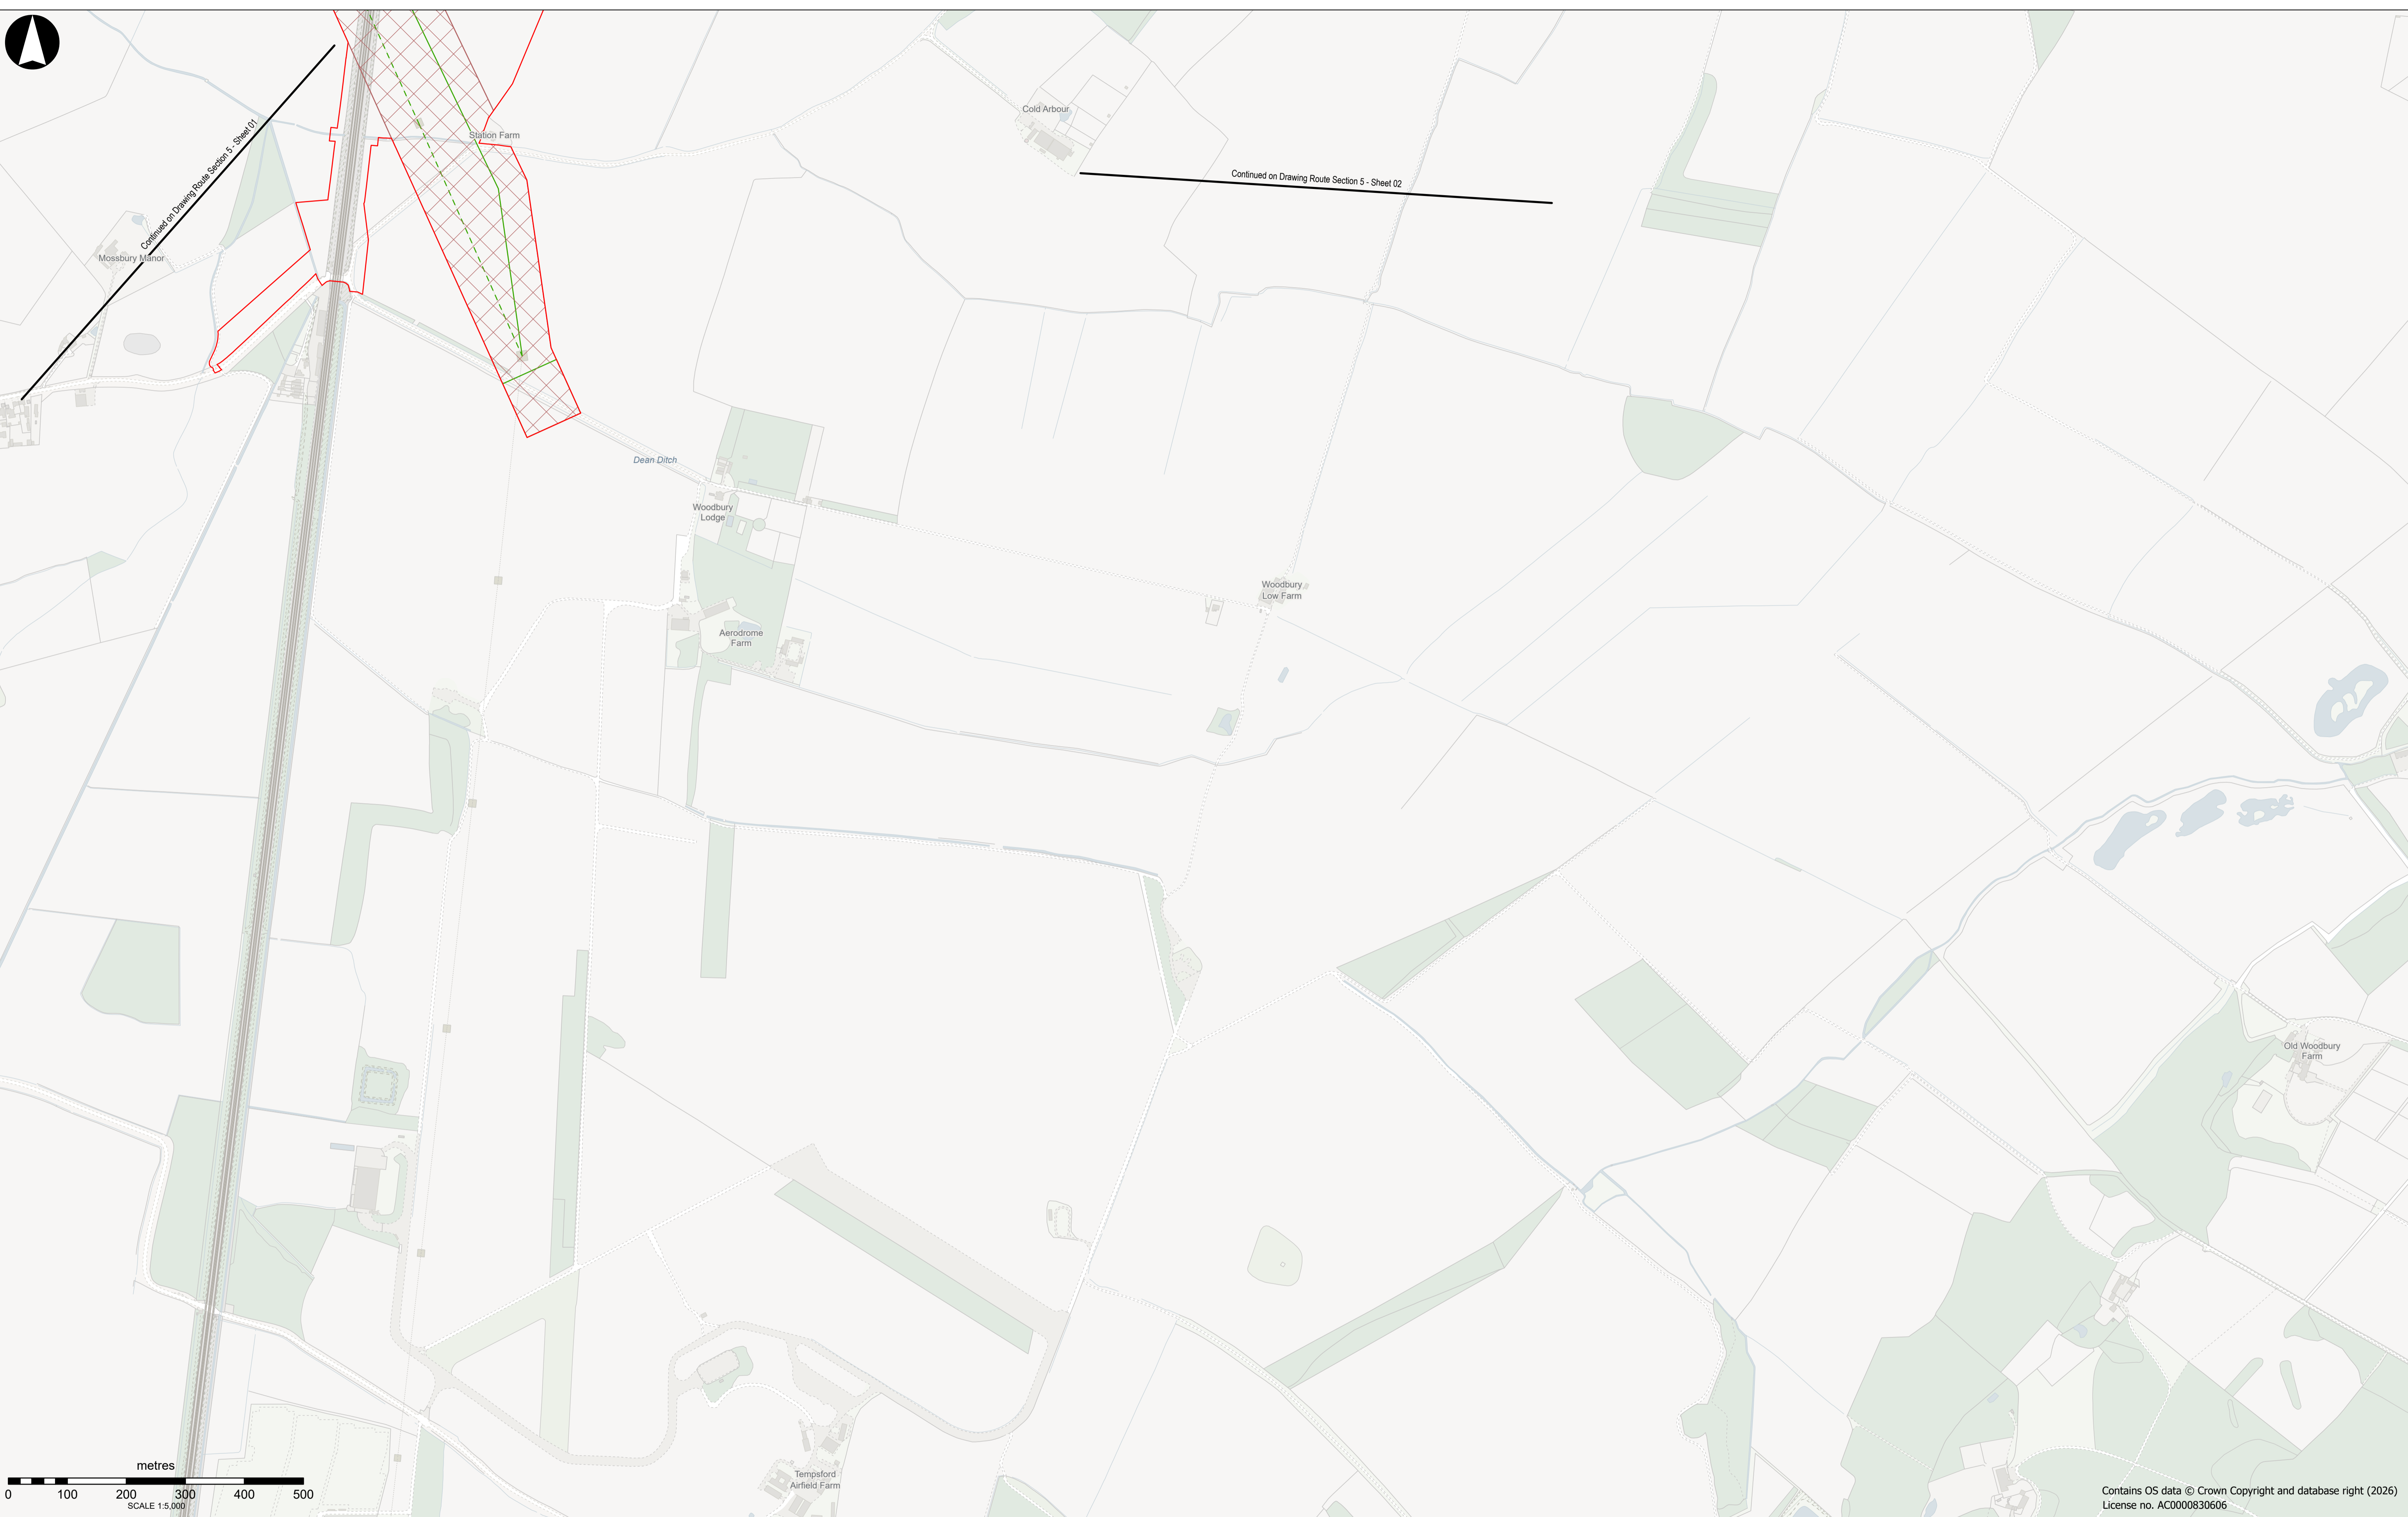 Cold Arbour
Station Farm
Continued on Drawing Route Section 5 - Sheet 01
Continued on Drawing Route Section 5 - Sheet 02
Mossbury Manor
Dean Ditch
Woodbury
Lodge
Woodbury
Low Farm
Aerodrome
Farm
Old Woodbury
Farm
metres
0 100 200 300 400 500
SCALE 1:5,000
Tempsford
Airfield Farm
Contains OS data © Crown Copyright and database right (2026)
License no. AC0000830606